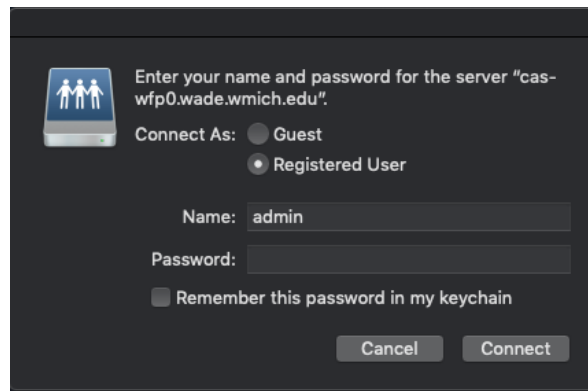 Enter your name and password for the server “cas-
wfp0.wade.wmich.edu”.
Connect As: Guest
Registered User
Name: admin
Password:
Remember this password in my keychain
Cancel Connect